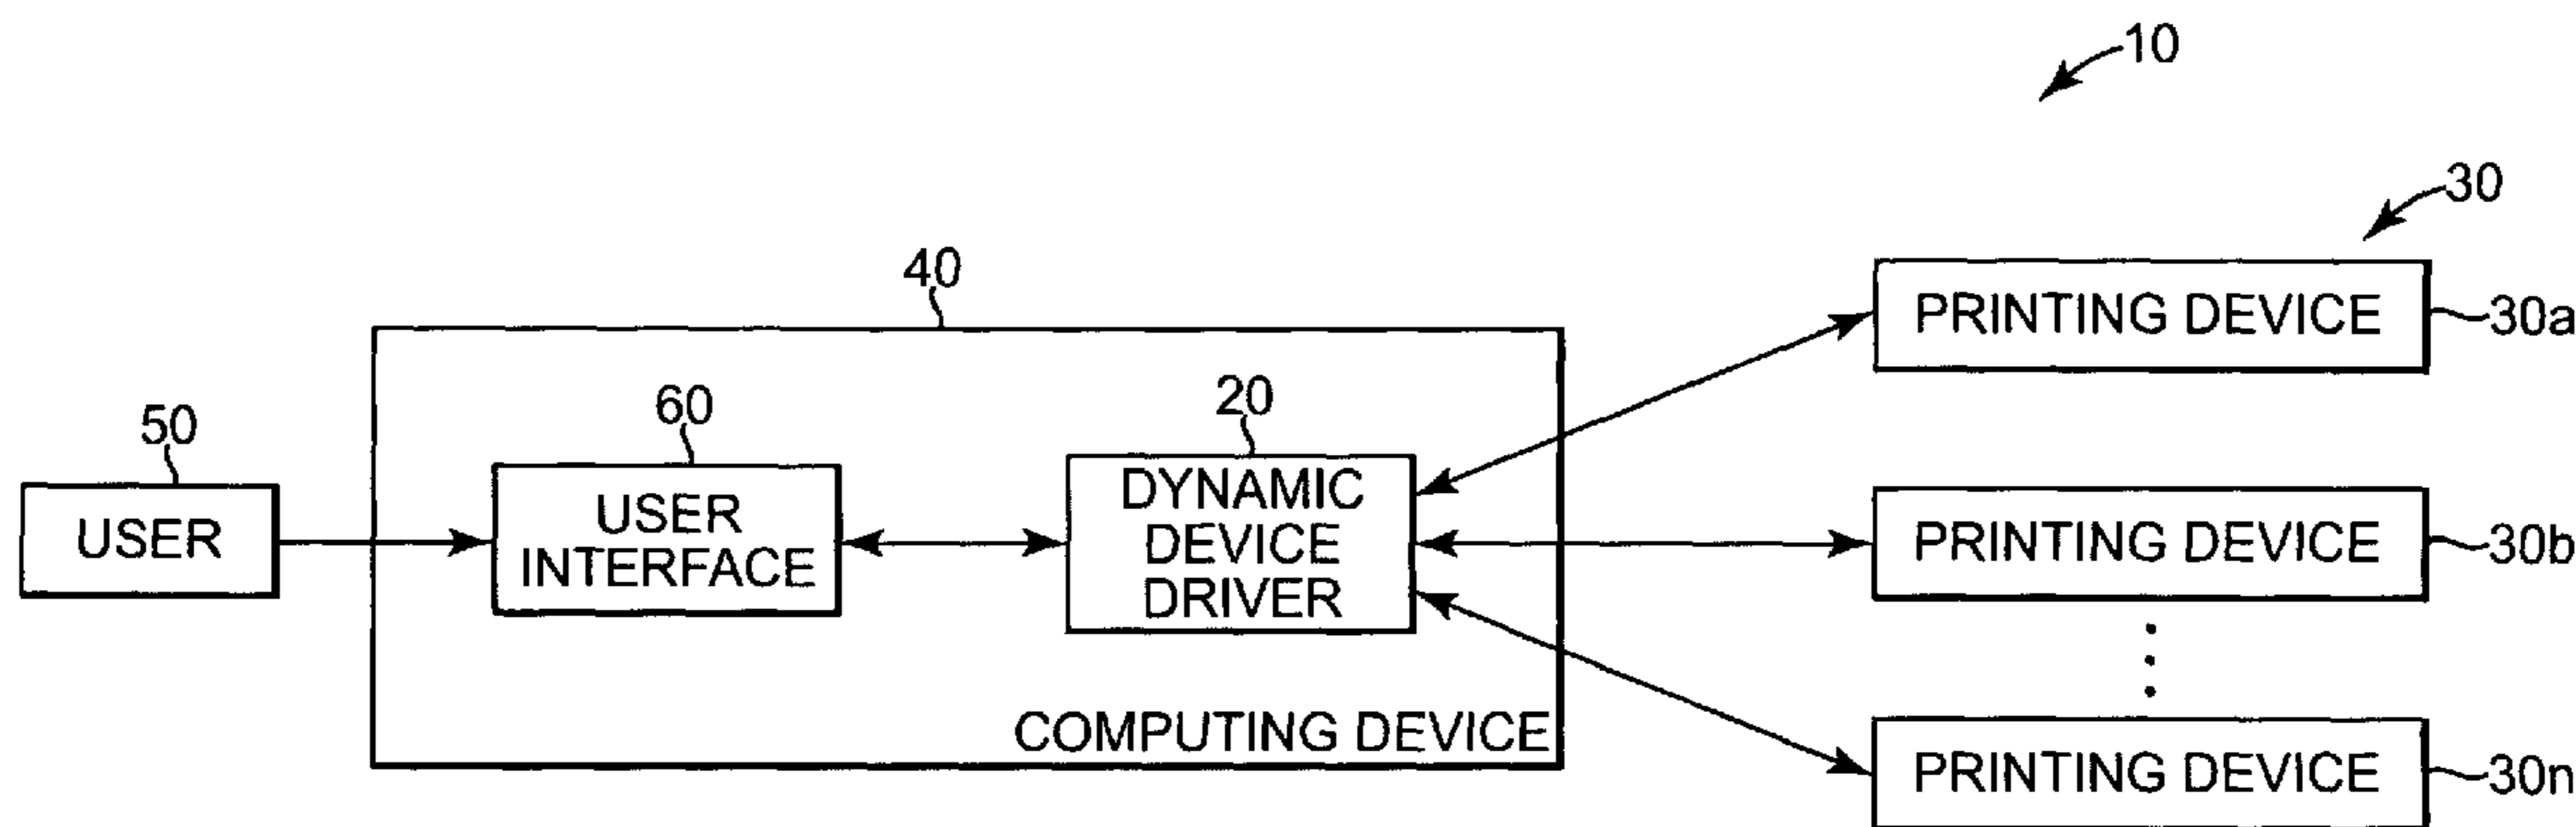 10
30
40
PRINTING DEVICE
30a
50
60
20
USER
USER
INTERFACE
DYNAMIC
DEVICE
DRIVER
PRINTING DEVICE
30b
COMPUTING DEVICE
PRINTING DEVICE
30n